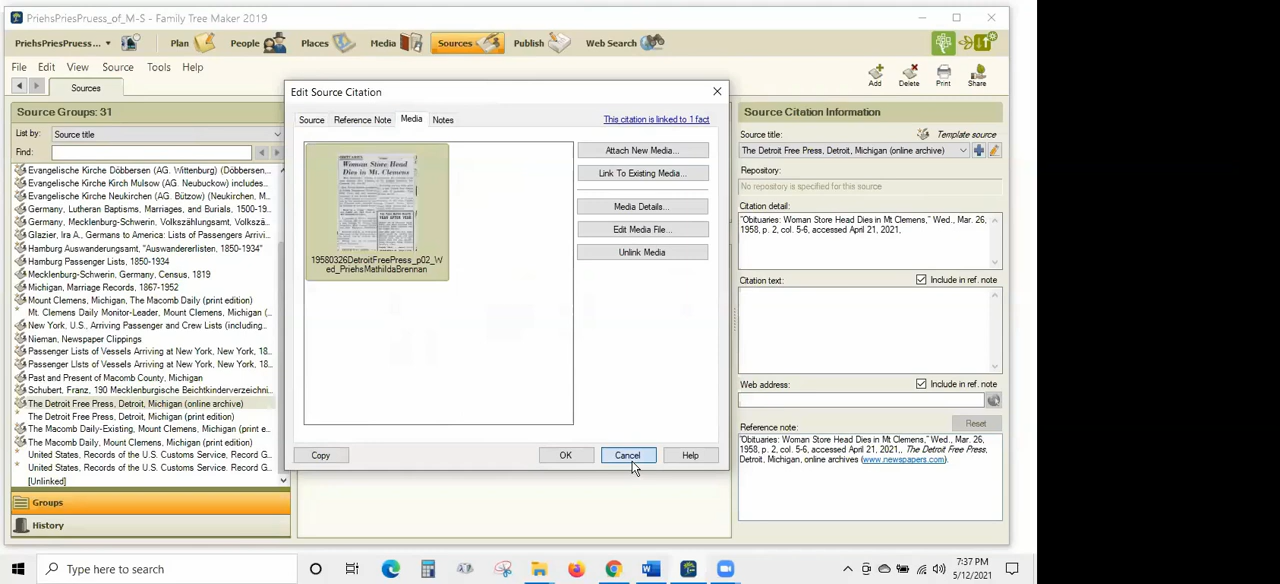 PriehsPriesPruess_of_M-S - Family Tree Maker 2019
PriehsPriesPruess... Plan People Places Media Sources Publish Web Search
File Edit View Source Tools Help
Sources
Add Delete Print Share
Source Groups: 31
List by: Source title
Find:
Evangelische Kirche Döbbersen (AG. Wittenburg) (Döbbersen,...
Evangelische Kirche Kirch Mulsow (AG. Neubuckow) includes...
Evangelische Kirche Neukirchen (AG. Bützow) (Neukirchen, M...
Germany, Lutheran Baptisms, Marriages, and Burials, 1500-19...
Germany, Mecklenburg-Schwerin, Volkszählungsamt, Volksza...
Glazier, Ira A., Germans to America: Lists of Passengers Arrivi...
Hamburg Auswanderungsamt, "Auswandererlisten, 1850-1934"
Hamburg Passenger Lists, 1850-1934
Mecklenburg-Schwerin, Germany, Census, 1819
Michigan, Marriage Records, 1867-1952
Mount Clemens, Michigan, The Macomb Daily (print edition)
Mt. Clemens Daily Monitor-Leader, Mount Clemens, Michigan (...
New York, U.S., Arriving Passenger and Crew Lists (including...
Nieman, Newspaper Clippings
Passenger Lists of Vessels Arriving at New York, New York, 18...
Passenger Lists of Vessels Arriving at New York, New York, 18...
Past and Present of Macomb County, Michigan
Schubert, Franz, 190 Mecklenburgische Beichtkinderverzeichni...
The Detroit Free Press, Detroit, Michigan (online archive)
The Detroit Free Press, Detroit, Michigan (print edition)
The Macomb Daily-Existing, Mount Clemens, Michigan (print e...
The Macomb Daily, Mount Clemens, Michigan (print edition)
United States, Records of the U.S. Customs Service, Record G...
United States, Records of the U.S. Customs Service, Record G...
[Unlinked]
Groups
History
Edit Source Citation
Source Reference Note Media Notes
This citation is linked to 1 fact
Woman Store Head
Dies in Mt. Clemens
19580326DetroitFreePress_p02_W
ed_PriehsMathildaBrennan
Attach New Media...
Link To Existing Media...
Media Details...
Edit Media File...
Unlink Media
Copy OK Cancel Help
Source Citation Information
Source title: Template source
The Detroit Free Press, Detroit, Michigan (online archive)
Repository:
No repository is specified for this source
Citation detail:
"Obituaries: Woman Store Head Dies in Mt Clemens," Wed., Mar. 26,
1958, p. 2, col. 5-6, accessed April 21, 2021.
Citation text: Include in ref. note
Web address: Include in ref. note
Reference note: Reset
"Obituaries: Woman Store Head Dies in Mt Clemens," Wed., Mar. 26,
1958, p. 2, col. 5-6, accessed April 21, 2021,, The Detroit Free Press,
Detroit, Michigan, online archives (www.newspapers.com).
Type here to search
7:37 PM
5/12/2021